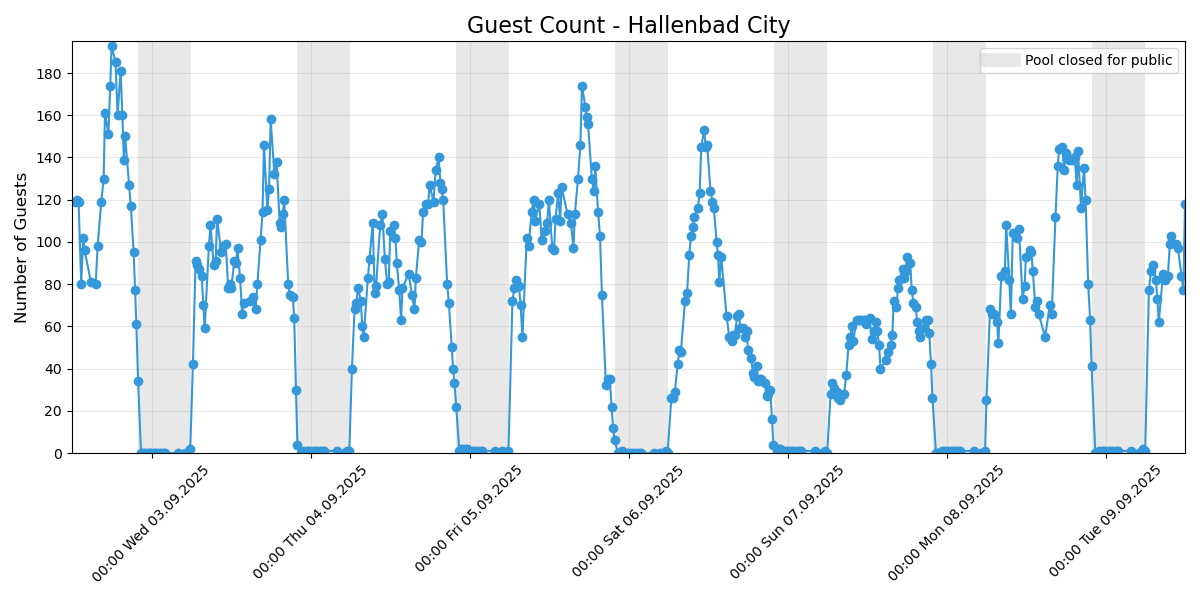 Guest Count - Hallenbad City
Pool closed for public
Number of Guests
180
160
140
120
100
80
60
40
20
0
00:00 Wed 03.09.2025
00:00 Thu 04.09.2025
00:00 Fri 05.09.2025
00:00 Sat 06.09.2025
00:00 Sun 07.09.2025
00:00 Mon 08.09.2025
00:00 Tue 09.09.2025